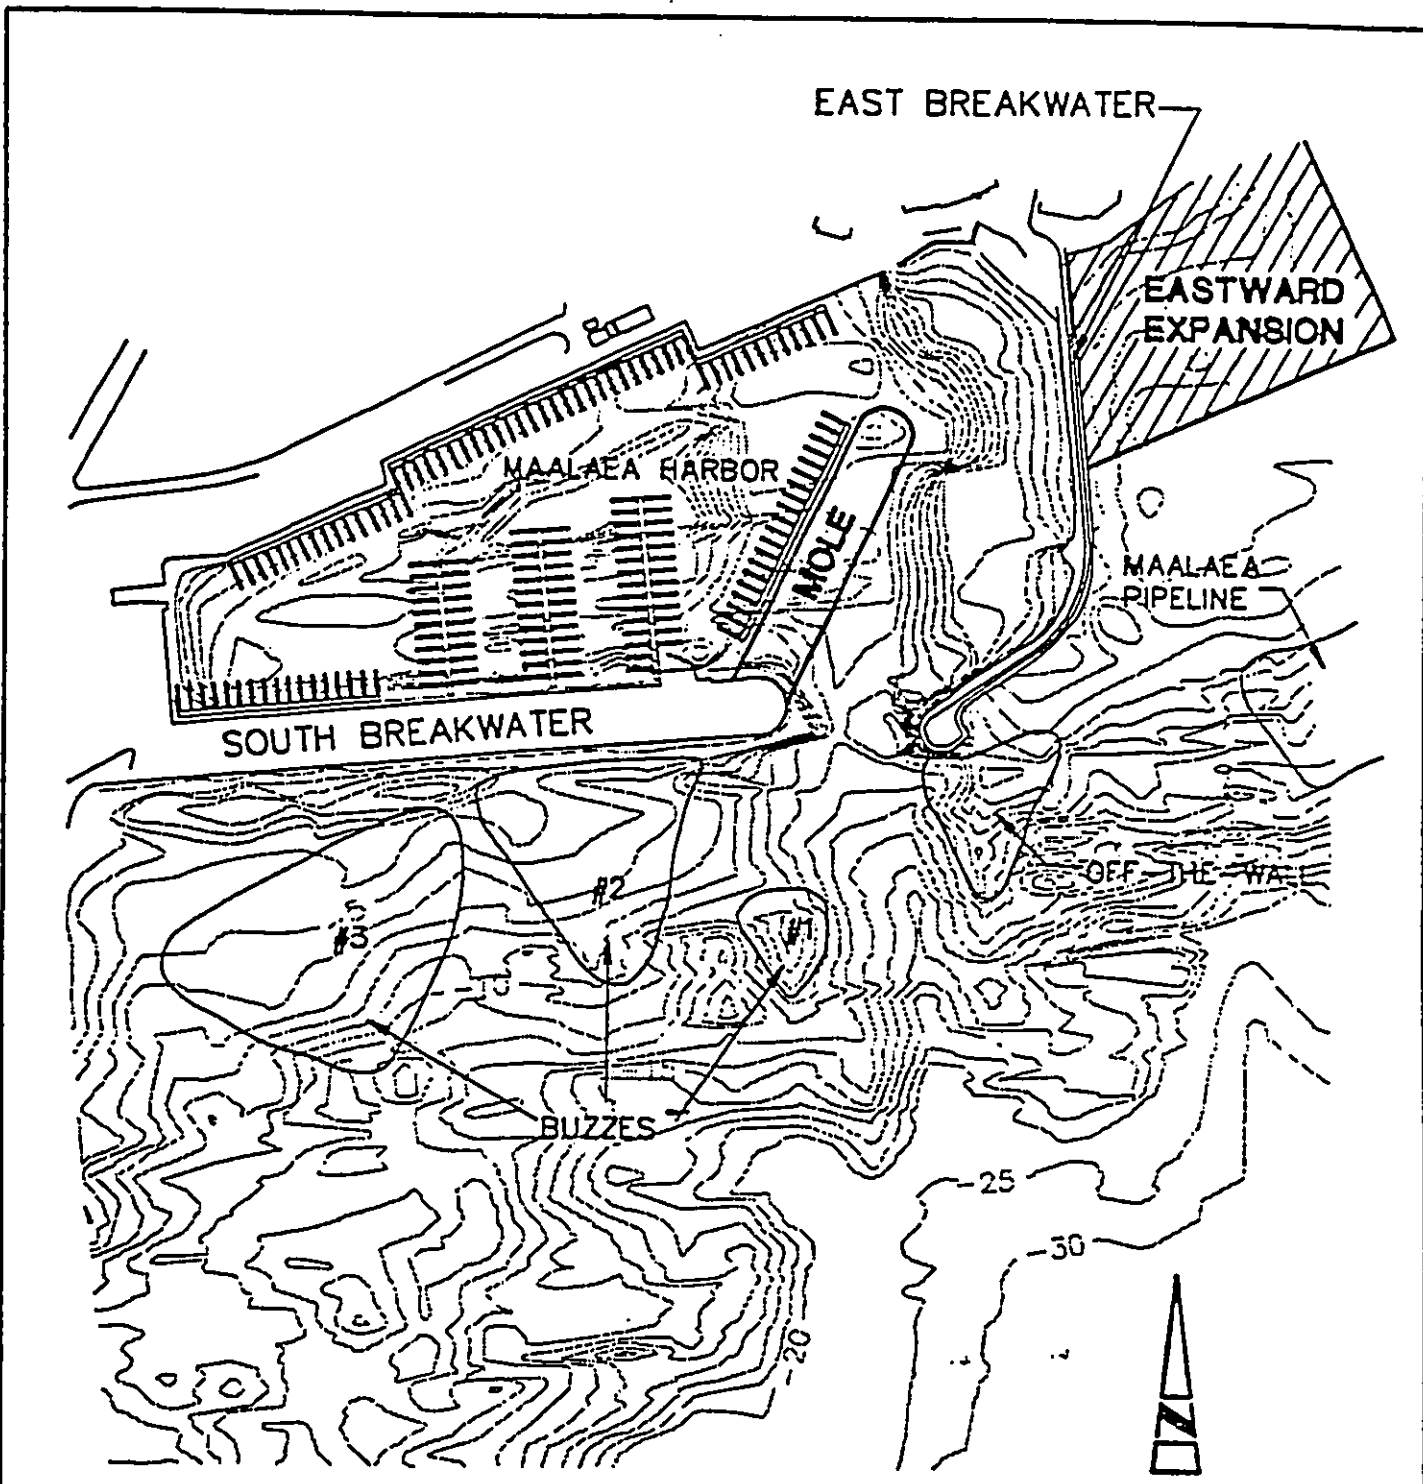 EAST BREAKWATER
EASTWARD
EXPANSION
MAALAEA HARBOR
MOLE
MAALAEA
PIPELINE
SOUTH BREAKWATER
OFF-THE-WALL
#2
#1
#3
BUZZES
-25
-30
-20
N